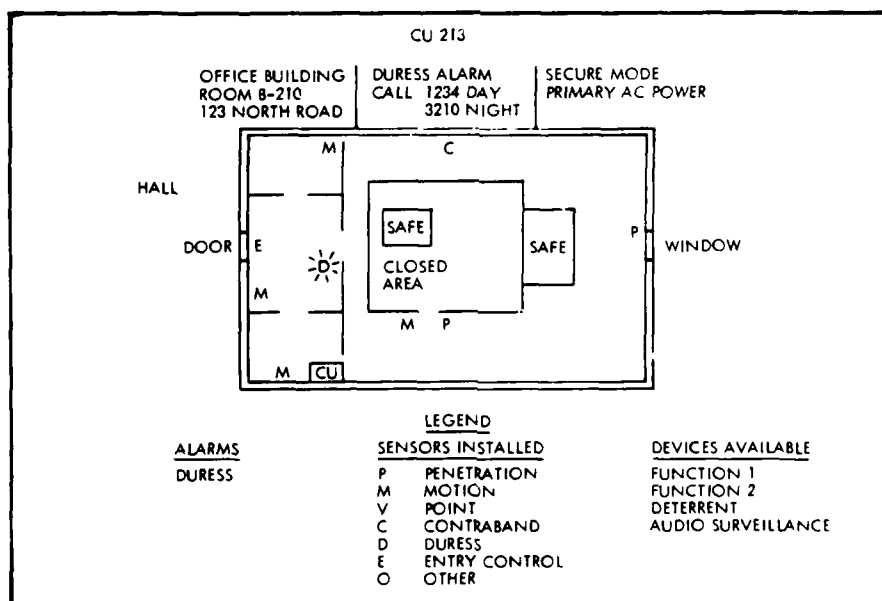 CU 213
OFFICE BUILDING
ROOM B-210
123 NORTH ROAD
DURESS ALARM
CALL 1234 DAY
3210 NIGHT
SECURE MODE
PRIMARY AC POWER
M
C
HALL
SAFE
DOOR
E
D
CLOSED
AREA
SAFE
P
WINDOW
M
M P
M
CU
LEGEND
ALARMS
DURESS
SENSORS INSTALLED
P PENETRATION
M MOTION
V POINT
C CONTRABAND
D DURESS
E ENTRY CONTROL
O OTHER
DEVICES AVAILABLE
FUNCTION 1
FUNCTION 2
DETERRENT
AUDIO SURVEILLANCE